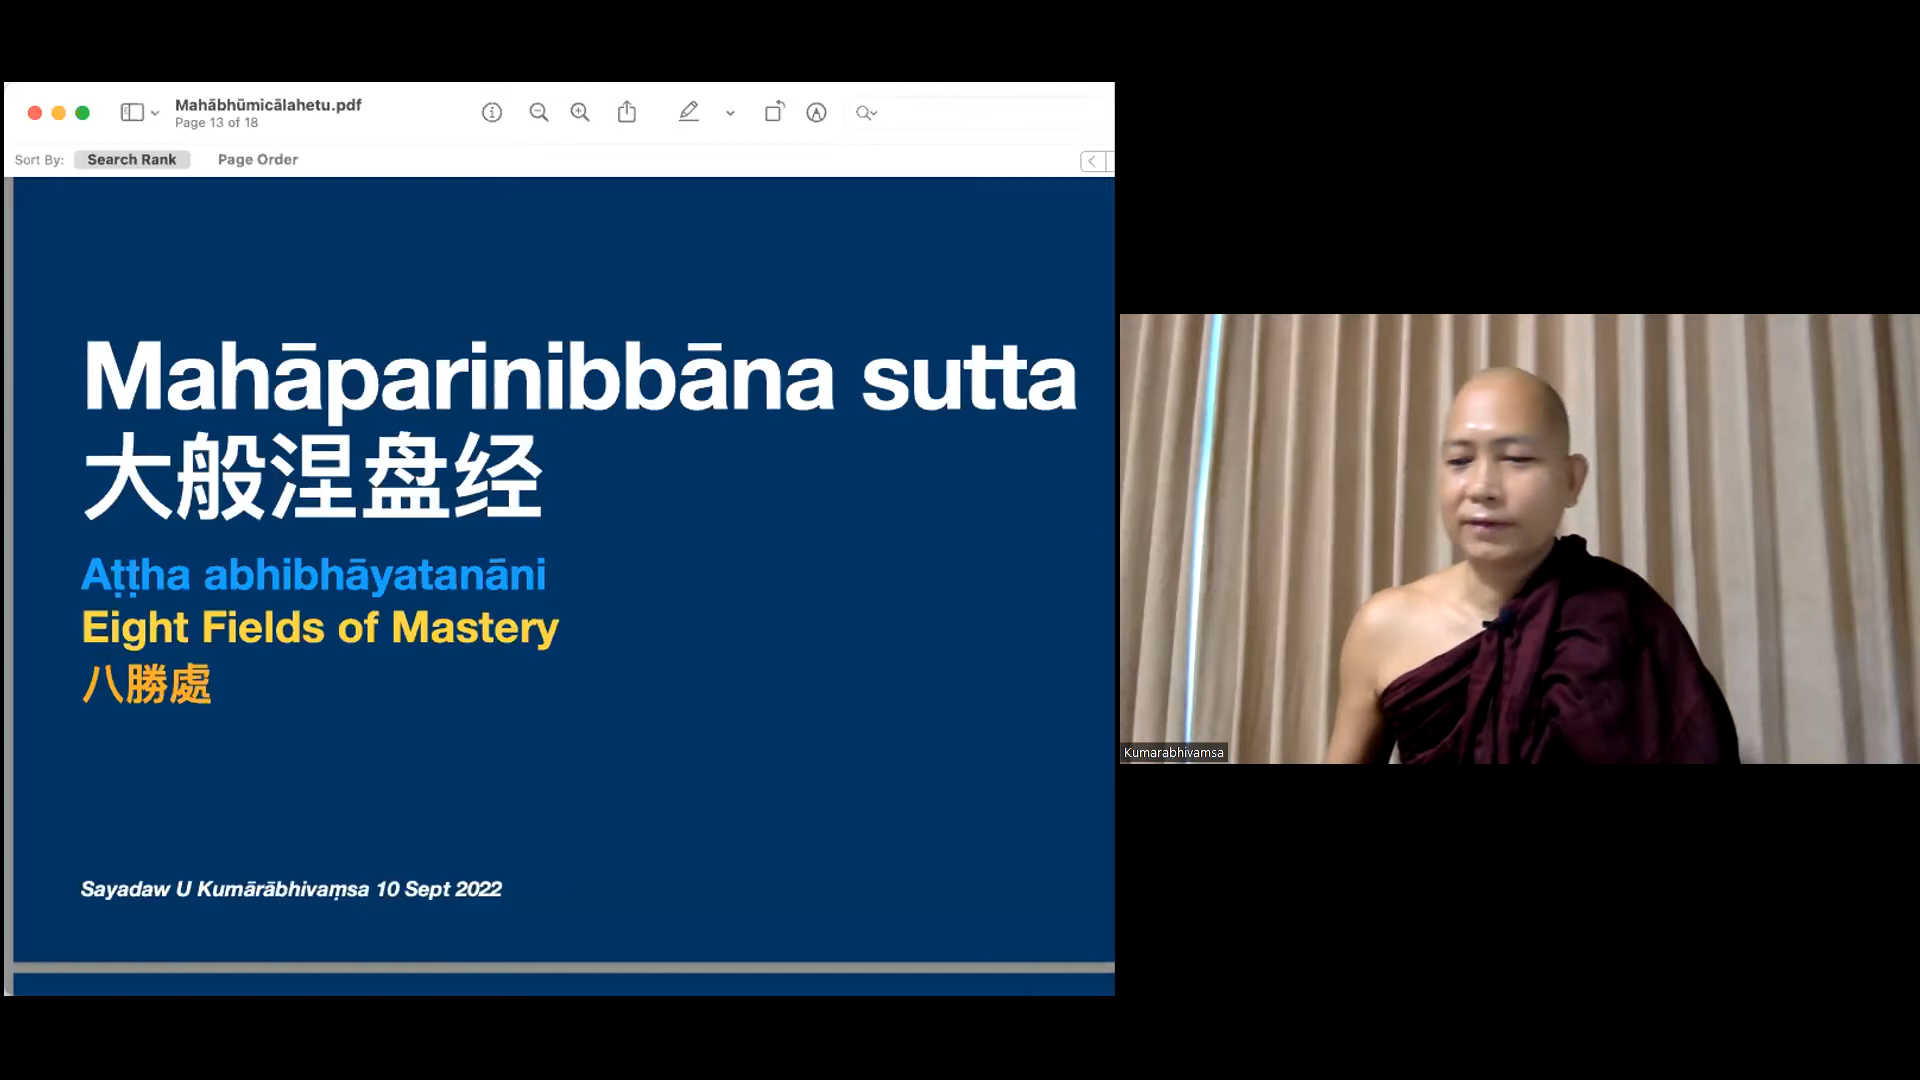 Mahābhūmicālahetu.pdf
Page 13 of 18
Sort By: Search Rank Page Order
Mahāparinibbāna sutta
大般涅盘经
Aṭṭha abhibhāyatanāni
Eight Fields of Mastery
八勝處
Sayadaw U Kumārābhivaṃsa 10 Sept 2022
Kumarabhivamsa